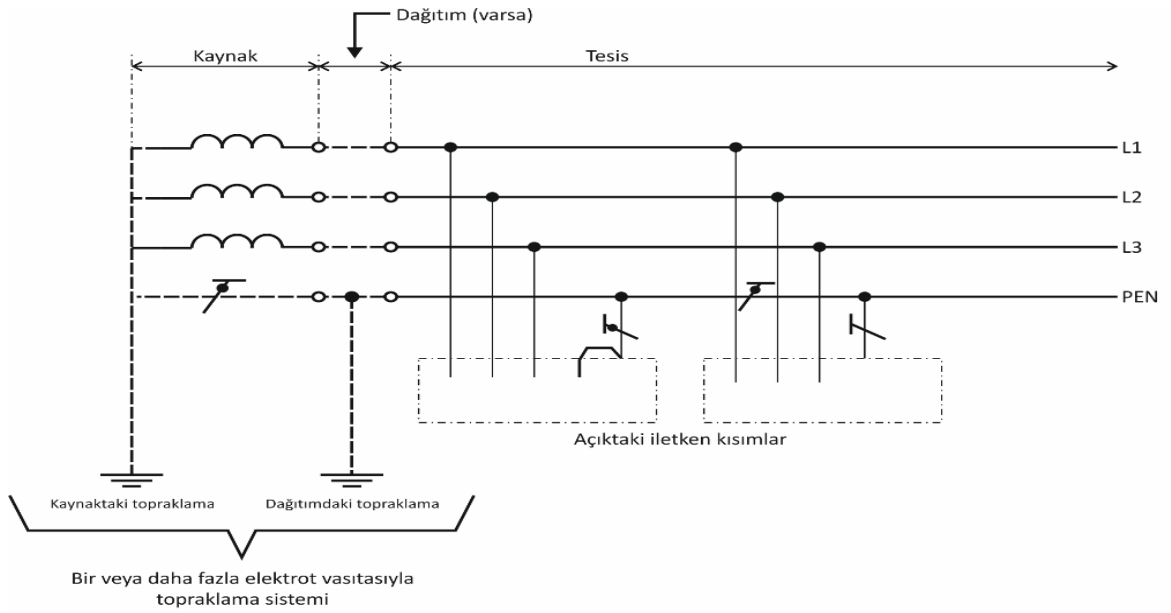 Dağıtım (varsa)
Kaynak
Tesis
L1
L2
L3
PEN
Açıktaki iletken kısımlar
Kaynaktaki topraklama
Dağıtımdaki topraklama
Bir veya daha fazla elektrot vasıtasıyla
topraklama sistemi